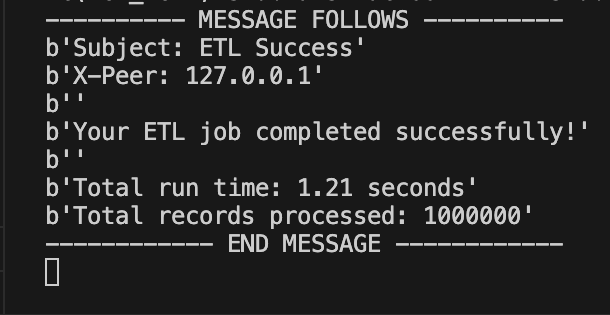 ---------- MESSAGE FOLLOWS ----------
b'Subject: ETL Success'
b'X-Peer: 127.0.0.1'
b''
b'Your ETL job completed successfully!'
b''
b'Total run time: 1.21 seconds'
b'Total records processed: 1000000'
------------ END MESSAGE ------------